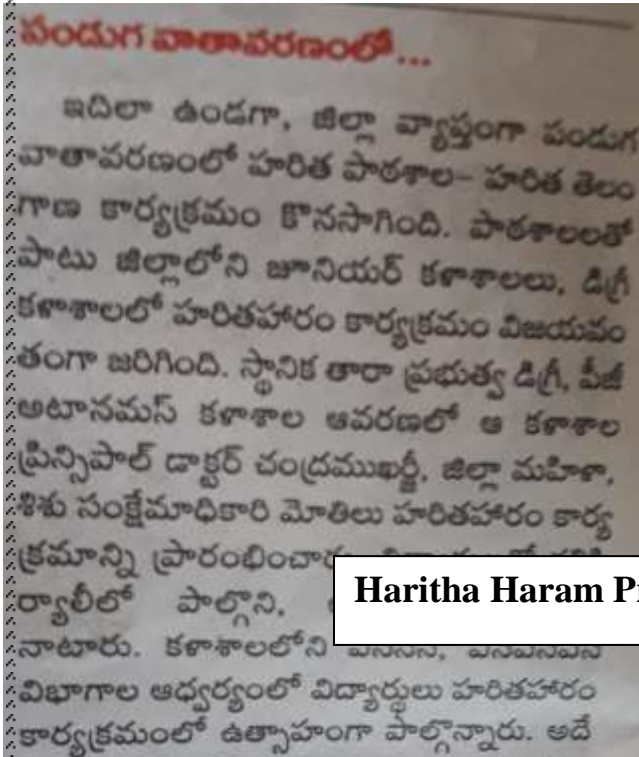 పండుగ వాతావరణంలో...
ఇదిలా ఉండగా, జిల్లా వ్యాప్తంగా పండుగ
వాతావరణంలో హరిత పాఠశాల- హరిత తెలం
గాణ కార్యక్రమం కొనసాగింది. పాఠశాలలతో
పాటు జిల్లాలోని జూనియర్ కళాశాలలు, డిగ్రీ
కళాశాలలో హరితహారం కార్యక్రమం విజయవం
తంగా జరిగింది. స్థానిక తారా ప్రభుత్వ డిగ్రీ, పీజీ
అటానమస్ కళాశాల ఆవరణలో ఆ కళాశాల
ప్రిన్సిపాల్ డాక్టర్ చంద్రముఖర్జీ, జిల్లా మహిళా,
శిశు సంక్షేమాధికారి మోతిలు హరితహారం కార్య
క్రమాన్ని
ర్యాలీలో పాల్గొని,
Haritha Haram
నాటారు. కళాశాలలోని
విభాగాల ఆధ్వర్యంలో విద్యార్థులు హరితహారం
కార్యక్రమంలో ఉత్సాహంగా పాల్గొన్నారు. అదే